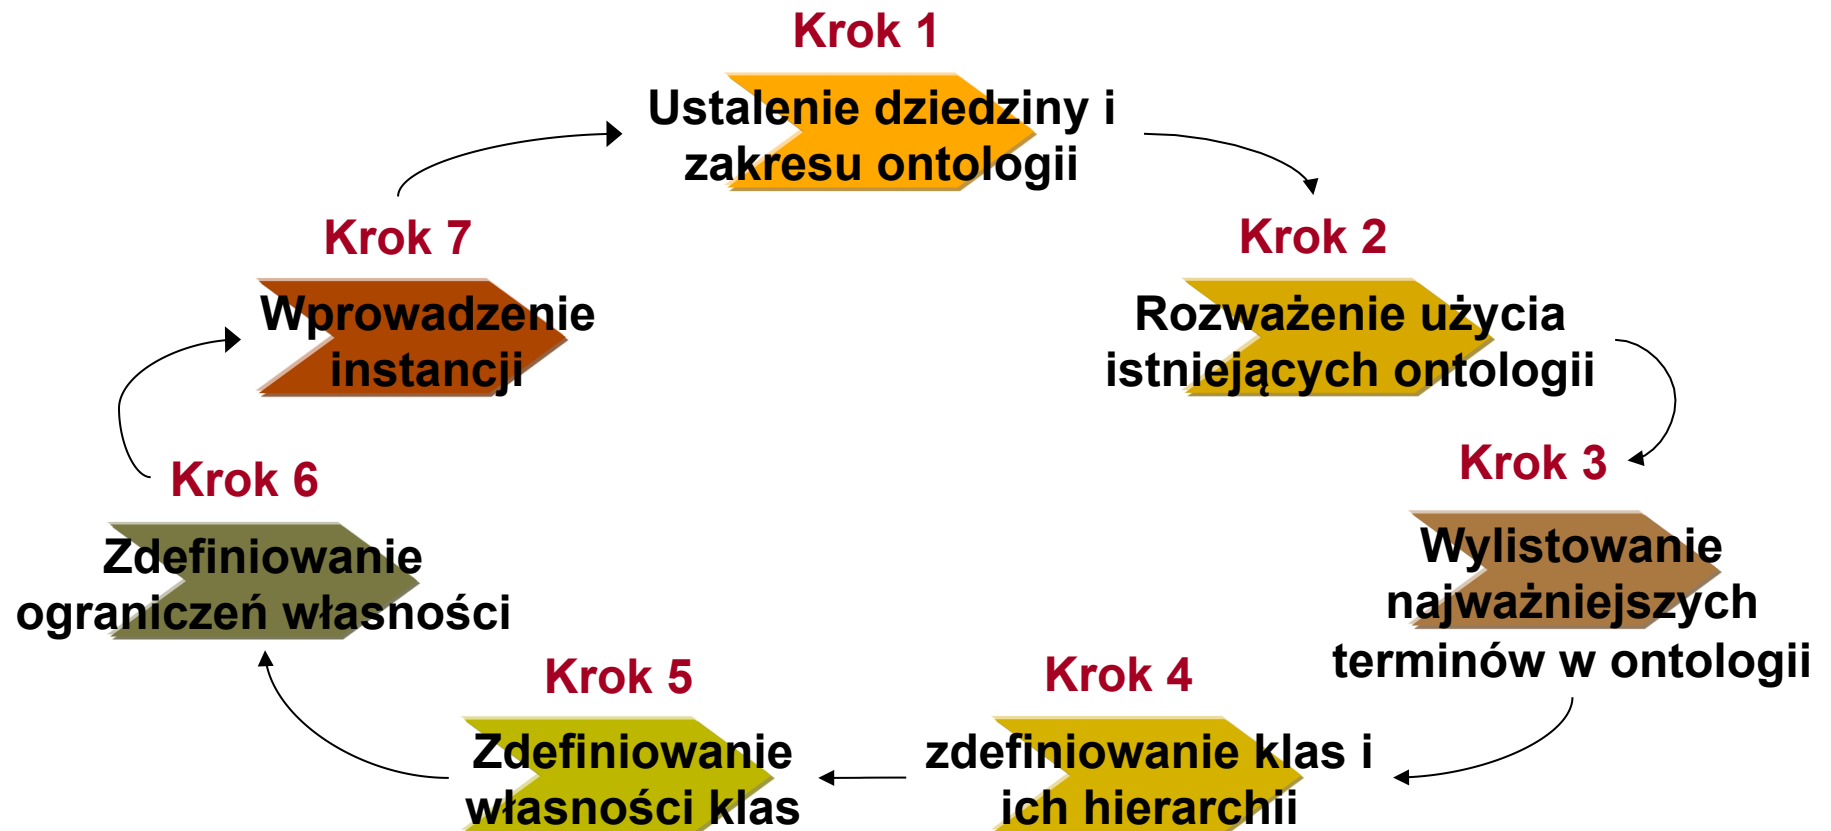 Krok 1
Ustalenie dziedziny i
zakresu ontologii
Krok 2
Rozważenie użycia
istniejących ontologii
Krok 3
Wylistowanie
najważniejszych
terminów w ontologii
Krok 4
zdefiniowanie klas i
ich hierarchii
Krok 5
Zdefiniowanie
własności klas
Krok 6
Zdefiniowanie
ograniczeń własności
Krok 7
Wprowadzenie
instancji